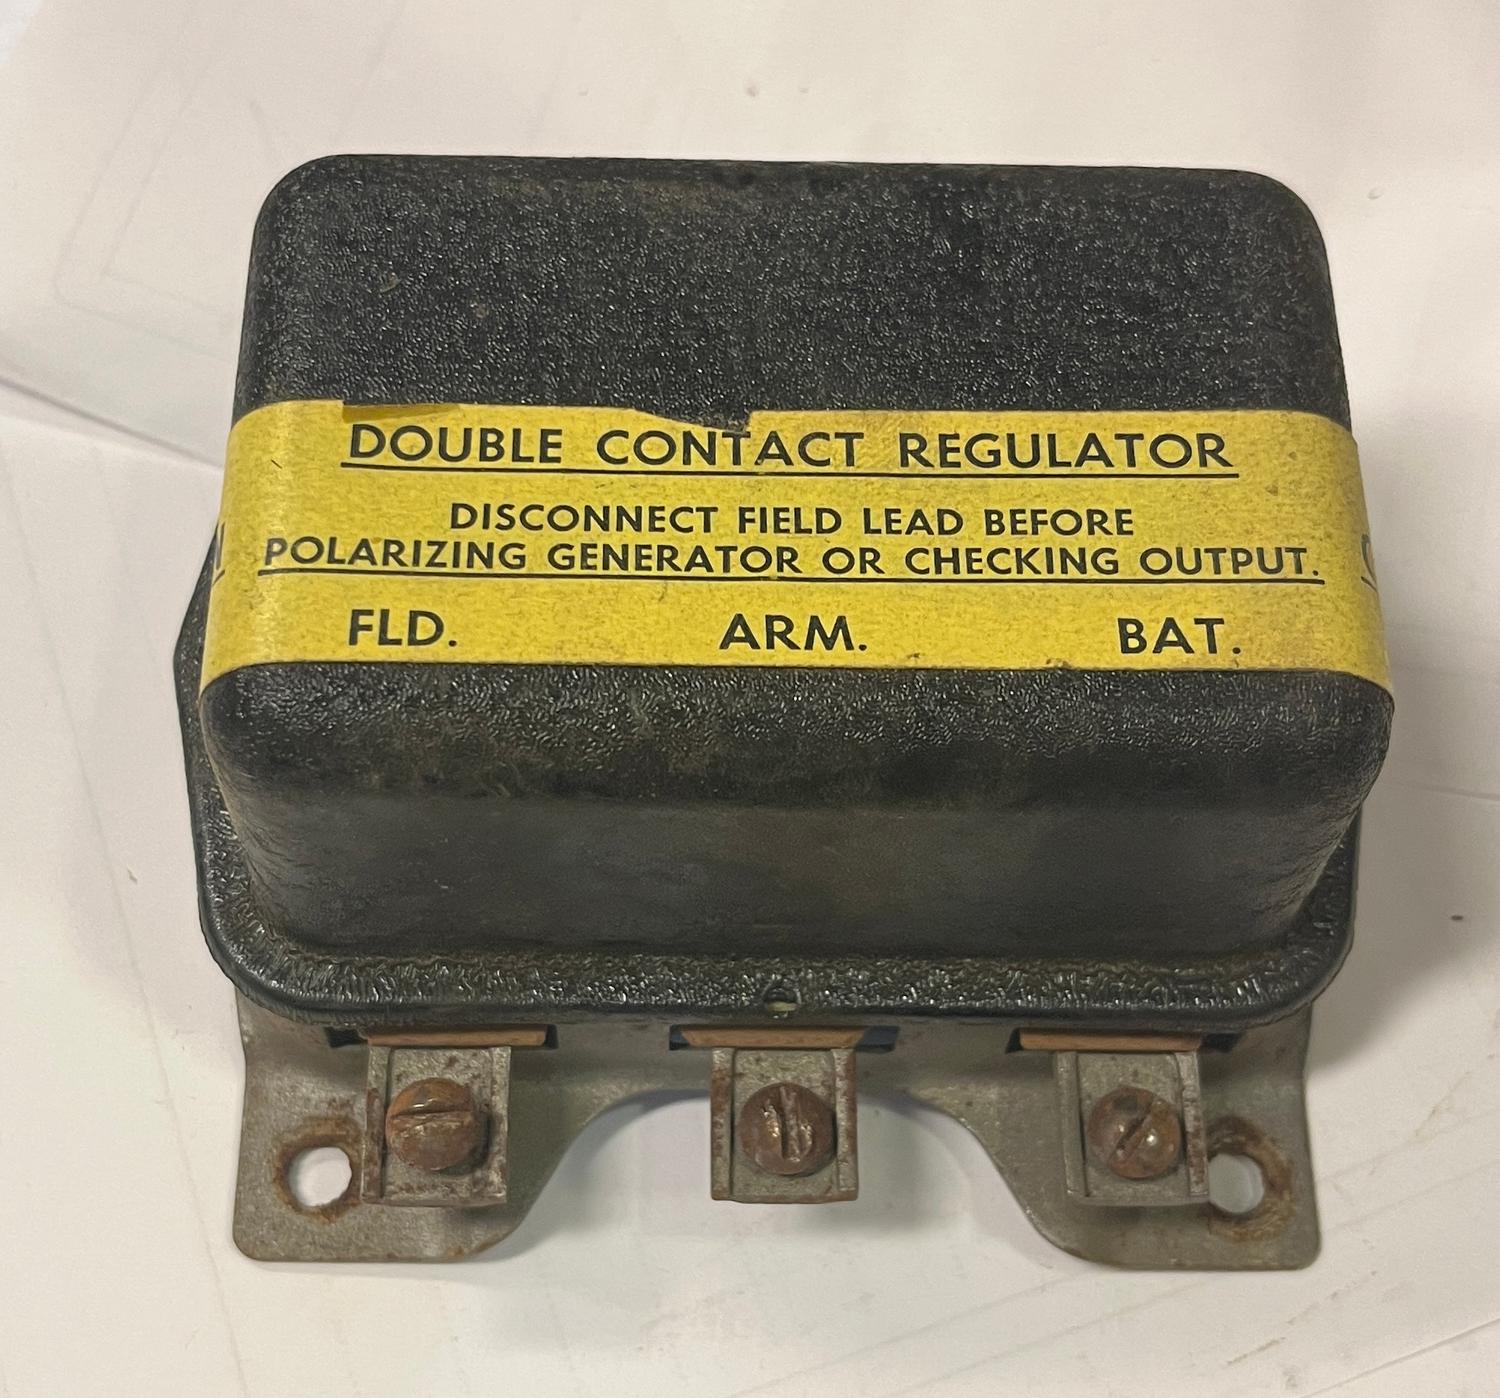 DOUBLE CONTACT REGULATOR
DISCONNECT FIELD LEAD BEFORE
POLARIZING GENERATOR OR CHECKING OUTPUT.
FLD. ARM. BAT.